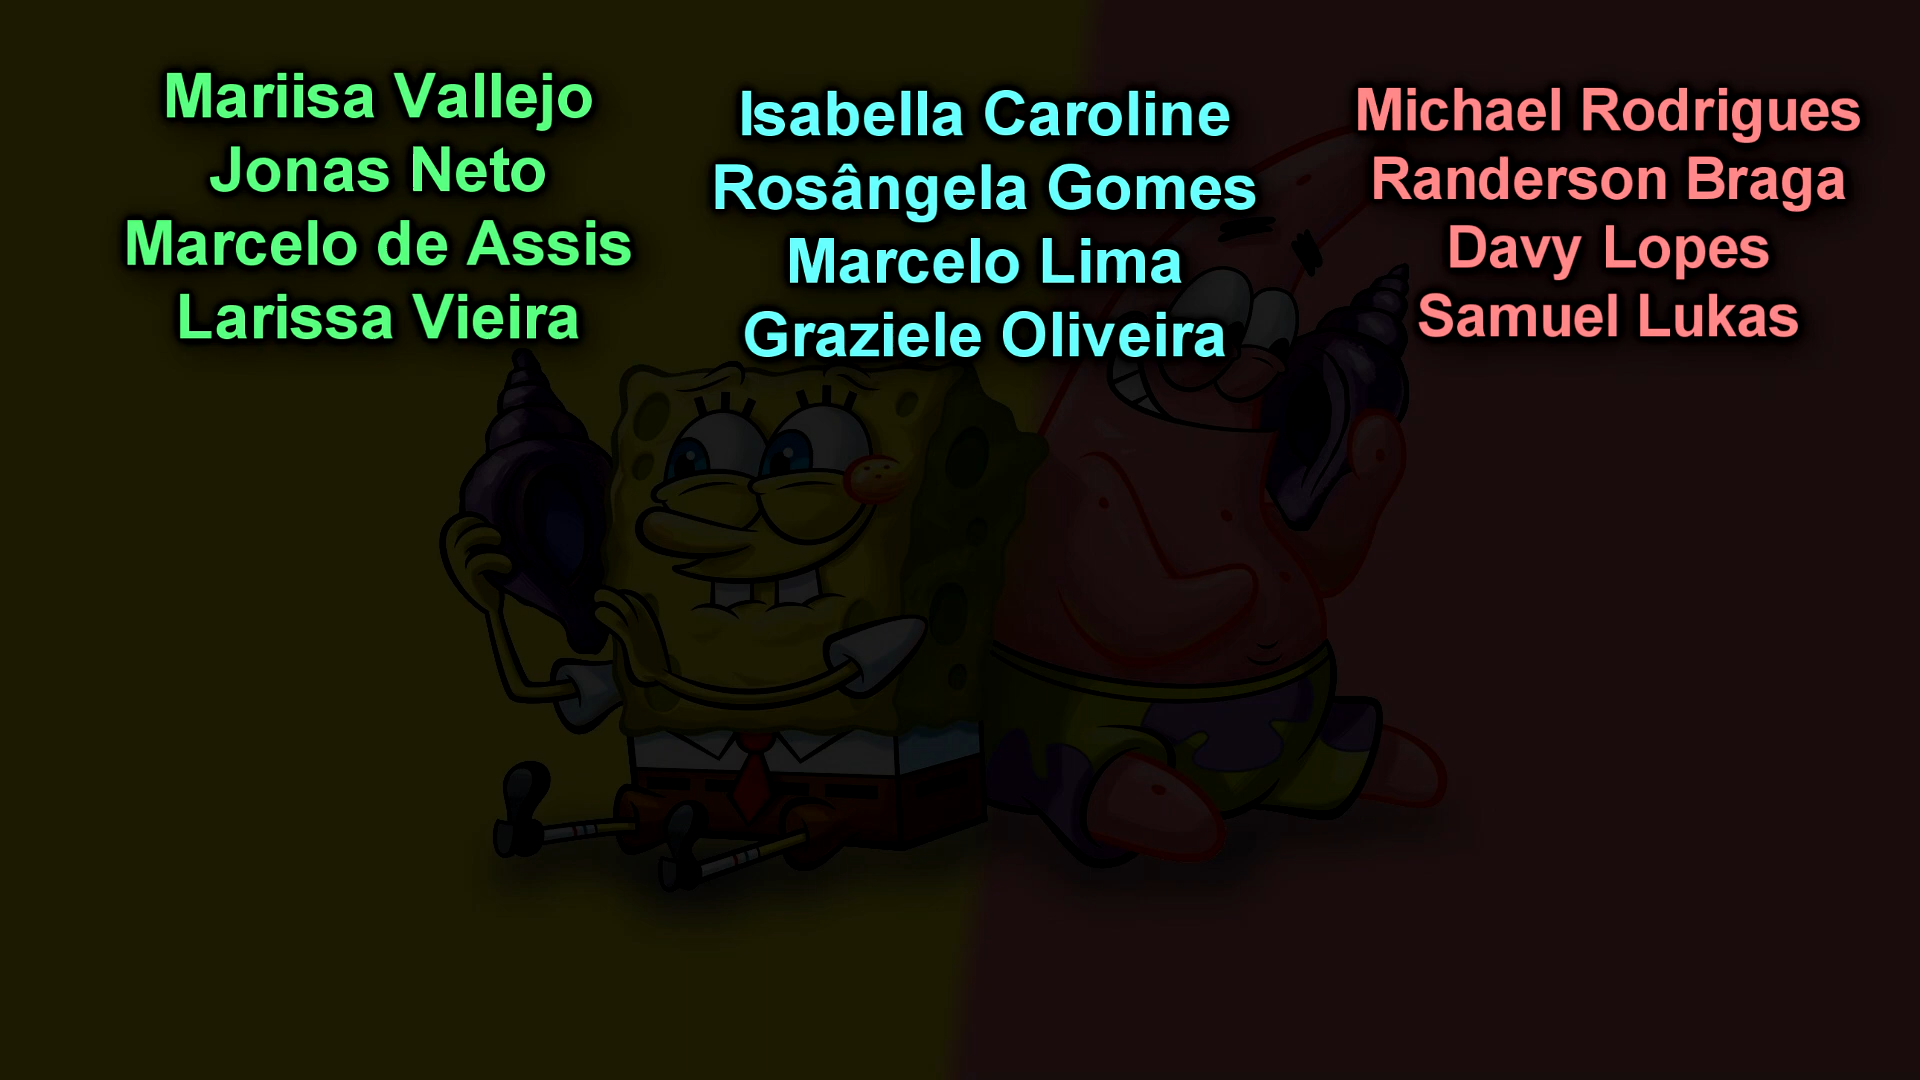 Mariisa Vallejo
Jonas Neto
Marcelo de Assis
Larissa Vieira
Isabella Caroline
Rosângela Gomes
Marcelo Lima
Graziele Oliveira
Michael Rodrigues
Randerson Braga
Davy Lopes
Samuel Lukas